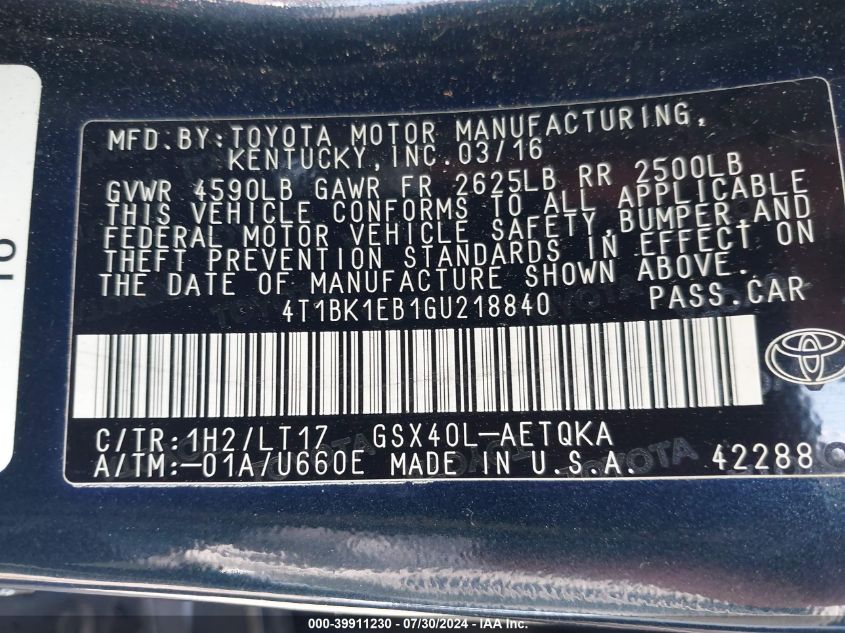 MFD.BY:TOYOTA MOTOR MANUFACTURING,
KENTUCKY,INC.03/16
GVWR 4590LB GAWR FR 2625LB RR 2500LB
THIS VEHICLE CONFORMS TO ALL APPLICABLE
FEDERAL MOTOR VEHICLE SAFETY,BUMPER,AND
THEFT PREVENTION STANDARDS IN EFFECT ON
THE DATE OF MANUFACTURE SHOWN ABOVE.
4T1BK1EB1GU218840 PASS.CAR
C/TR:1H2/LT17 GSX40L-AETQKA
A/TM:-01A/U660E MADE IN U.S.A. 42288
000-39911230 - 07/30/2024 - IAA Inc.